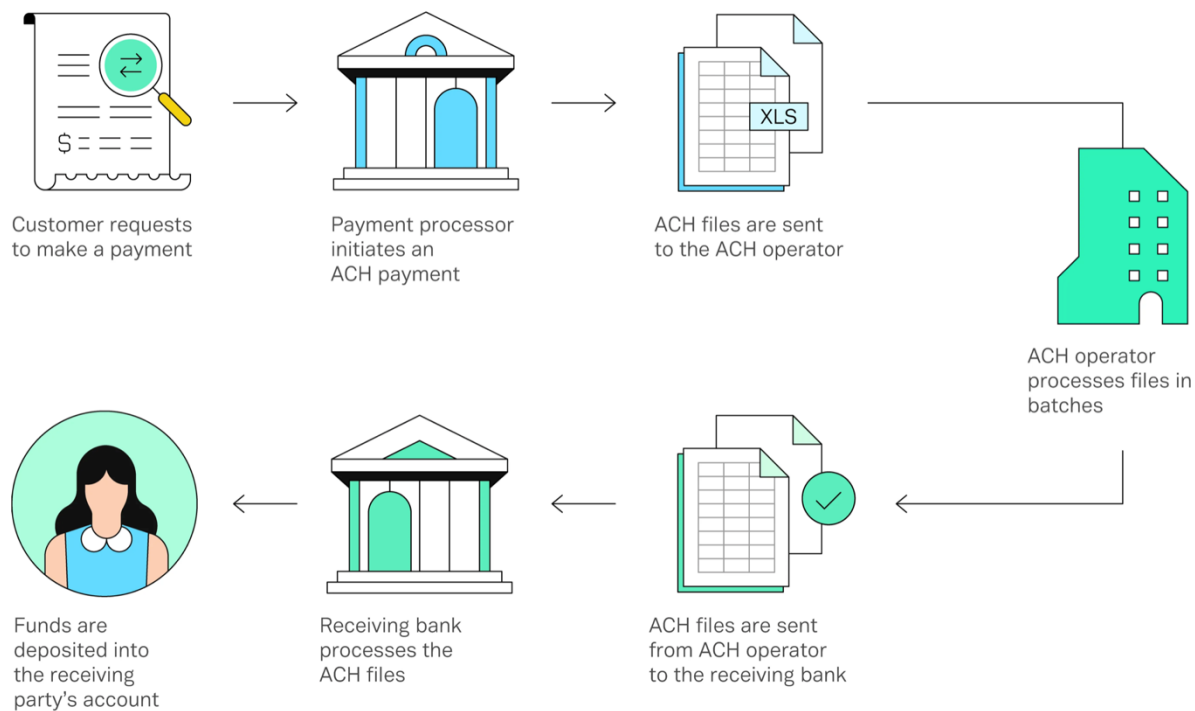 $
XLS
Customer requests
to make a payment
Payment processor
initiates an
ACH payment
ACH files are sent
to the ACH operator
ACH operator
processes files in
batches
ACH files are sent
from ACH operator
to the receiving bank
Receiving bank
processes the
ACH files
Funds are
deposited into
the receiving
party's account